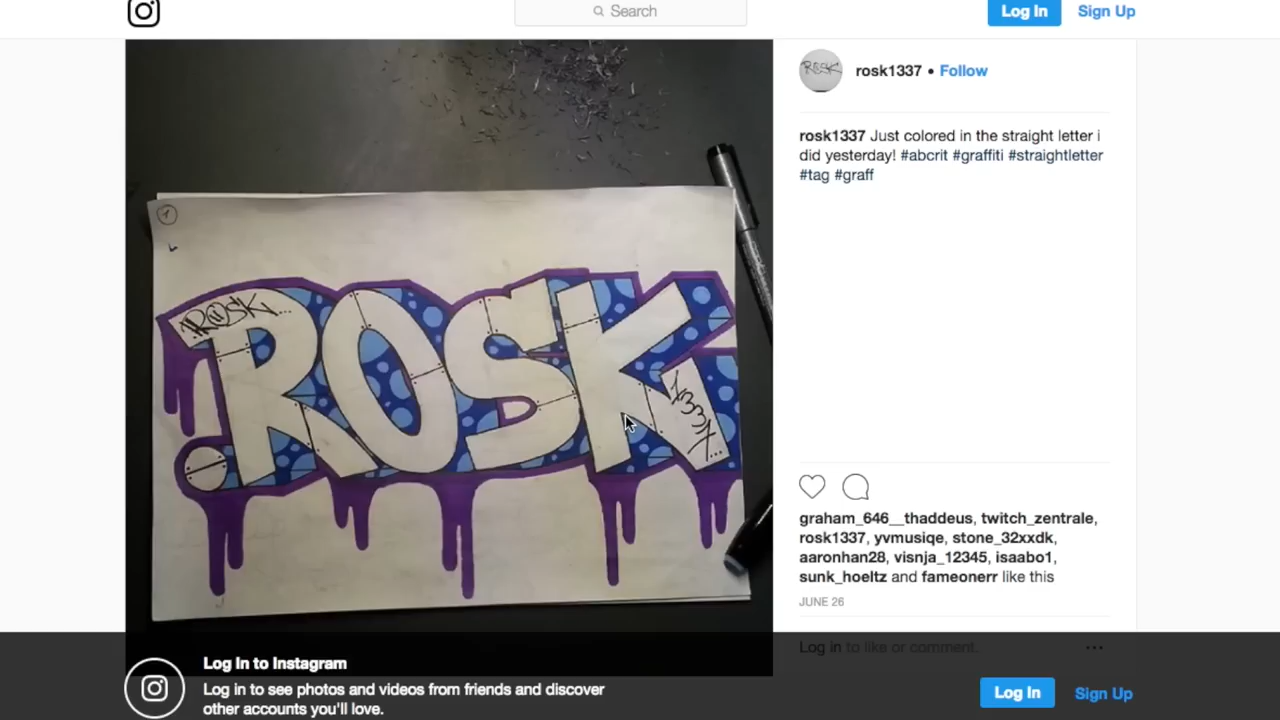 Search
Log In Sign Up
rosk1337 • Follow
rosk1337 Just colored in the straight letter i
did yesterday! #abcrit #graffiti #straightletter
#tag #graff
1
ROSK
ROSK
1337...
ROSK
graham_646__thaddeus, twitch_zentrale,
rosk1337, yvmusiqe, stone_32xxdk,
aaronhan28, visnja_12345, isaabo1,
sunk_hoeltz and fameonerr like this
JUNE 26
Log in to like or comment. ...
Log In to Instagram
Log in to see photos and videos from friends and discover
other accounts you'll love.
Log In Sign Up